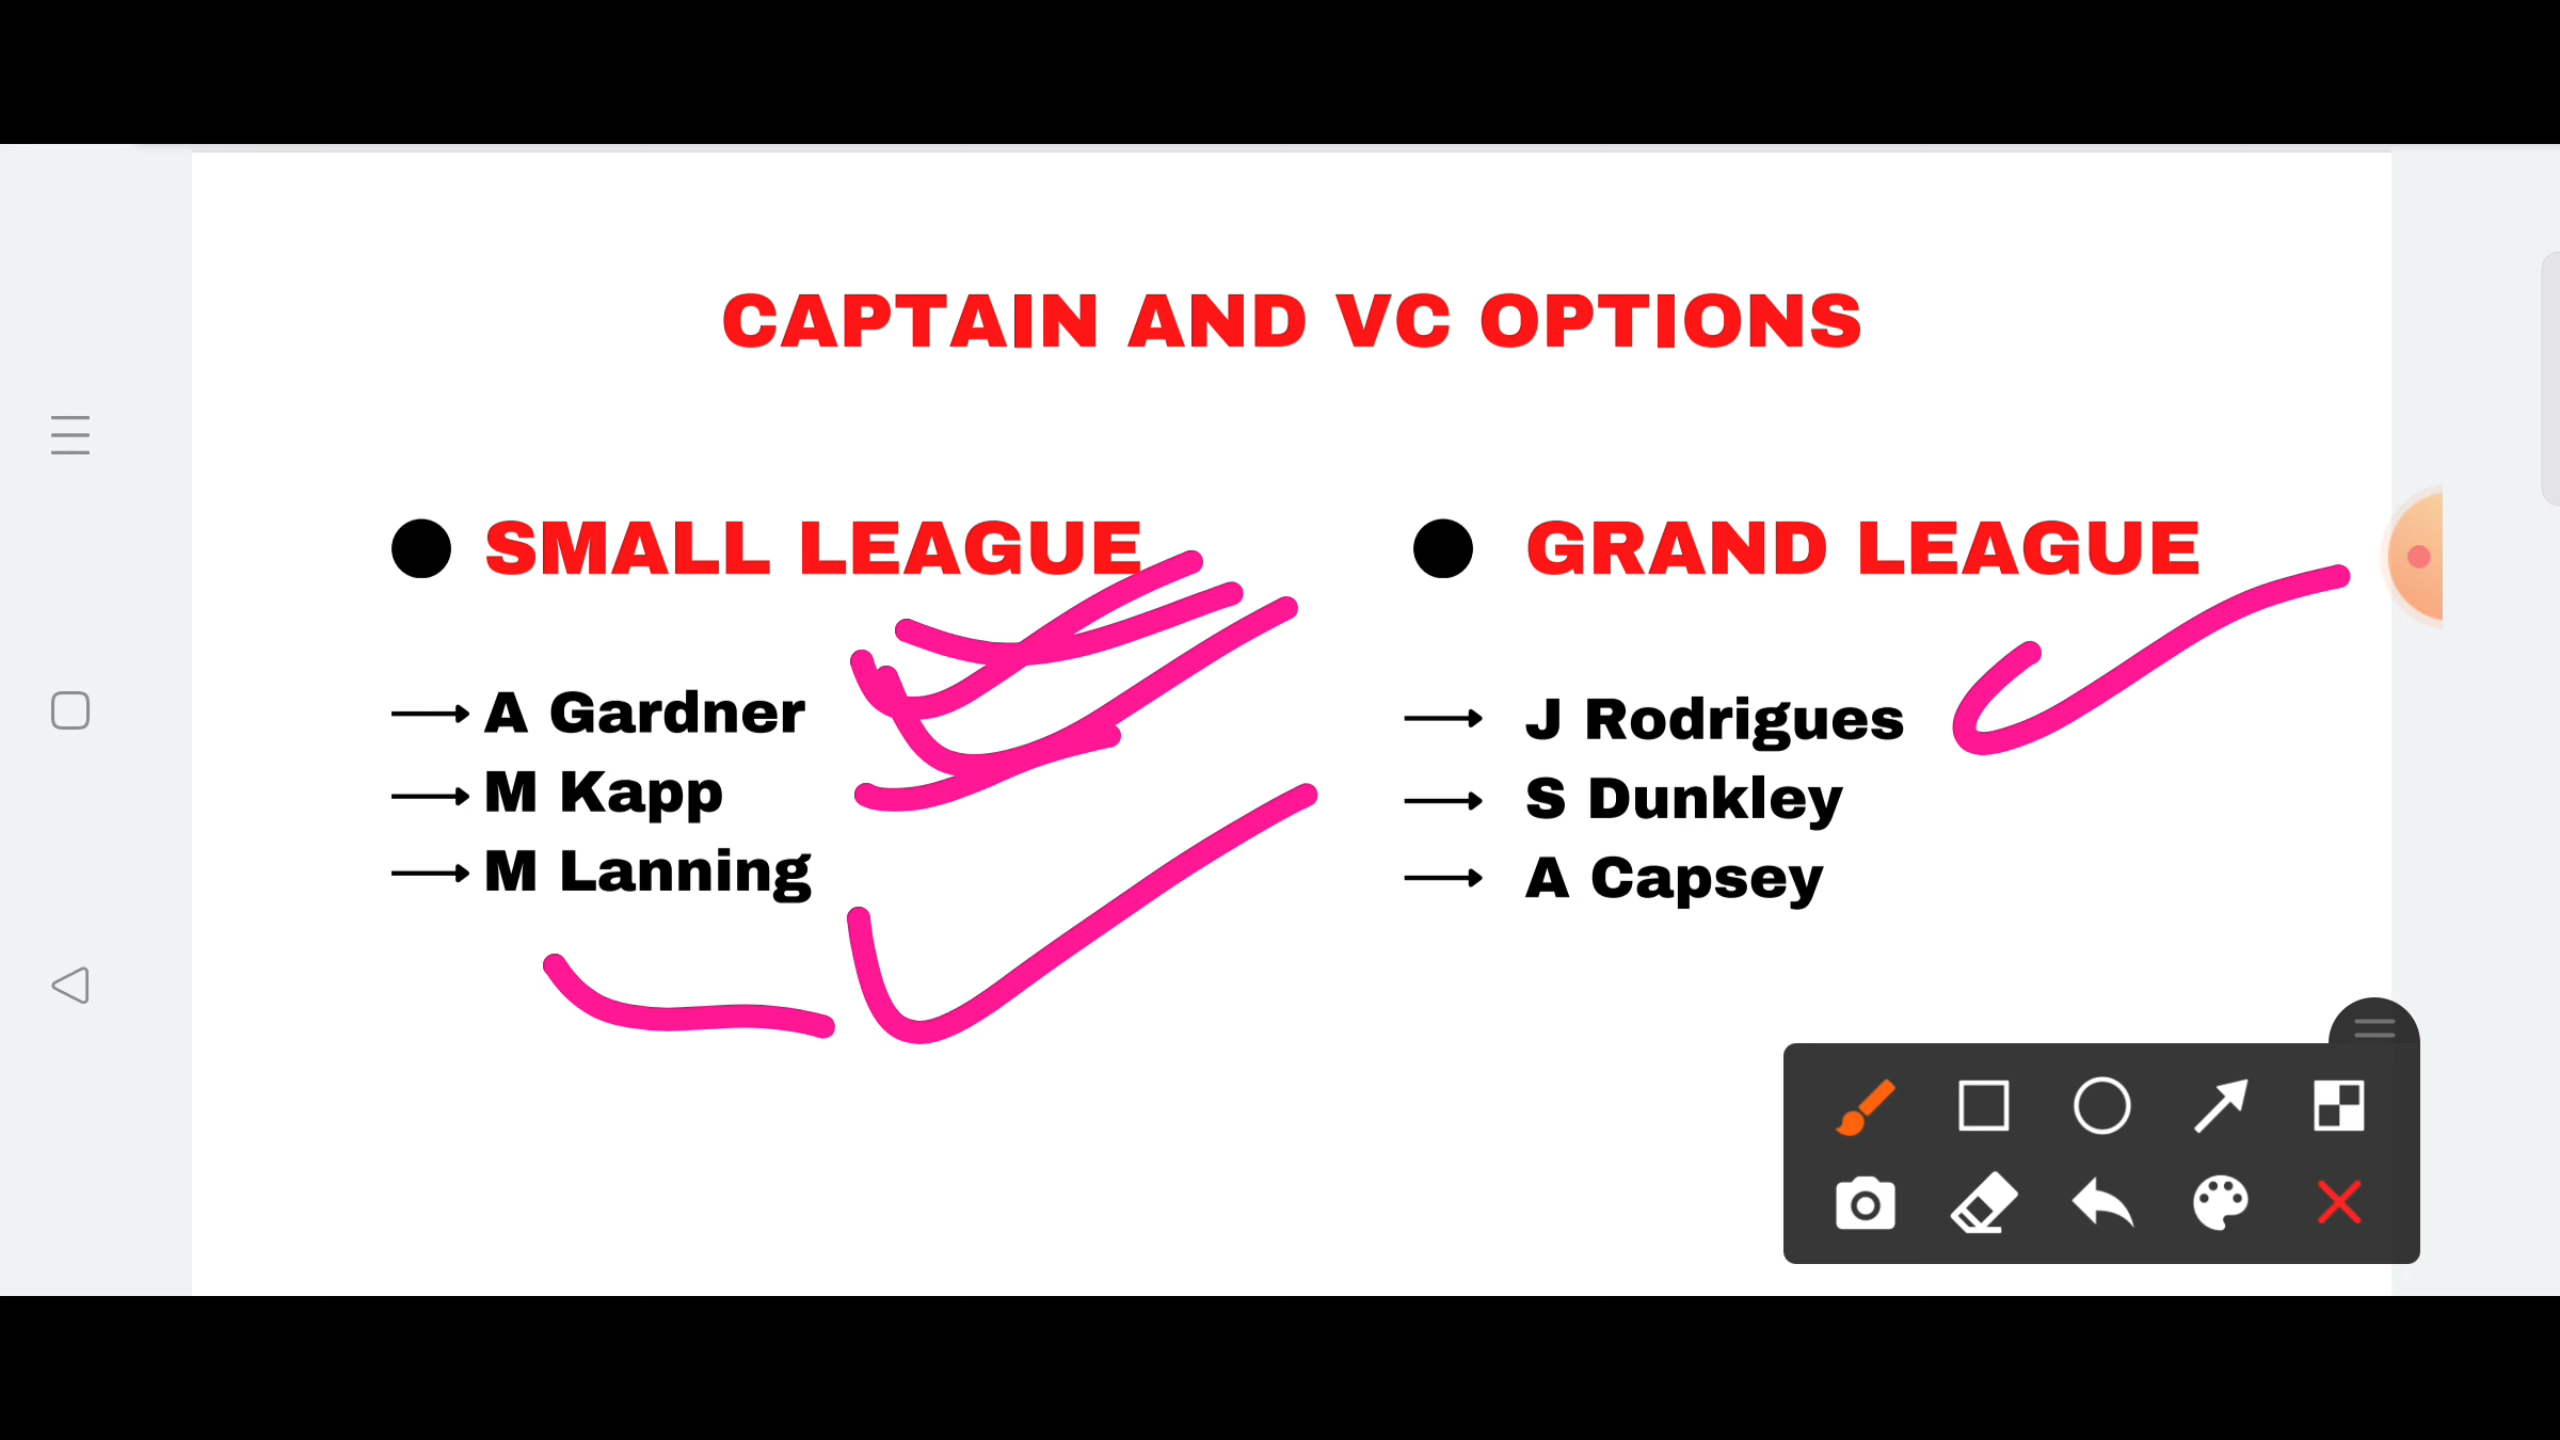 CAPTAIN AND VC OPTIONS
SMALL LEAGUE
A Gardner
M Kapp
M Lanning
GRAND LEAGUE
J Rodrigues
S Dunkley
A Capsey